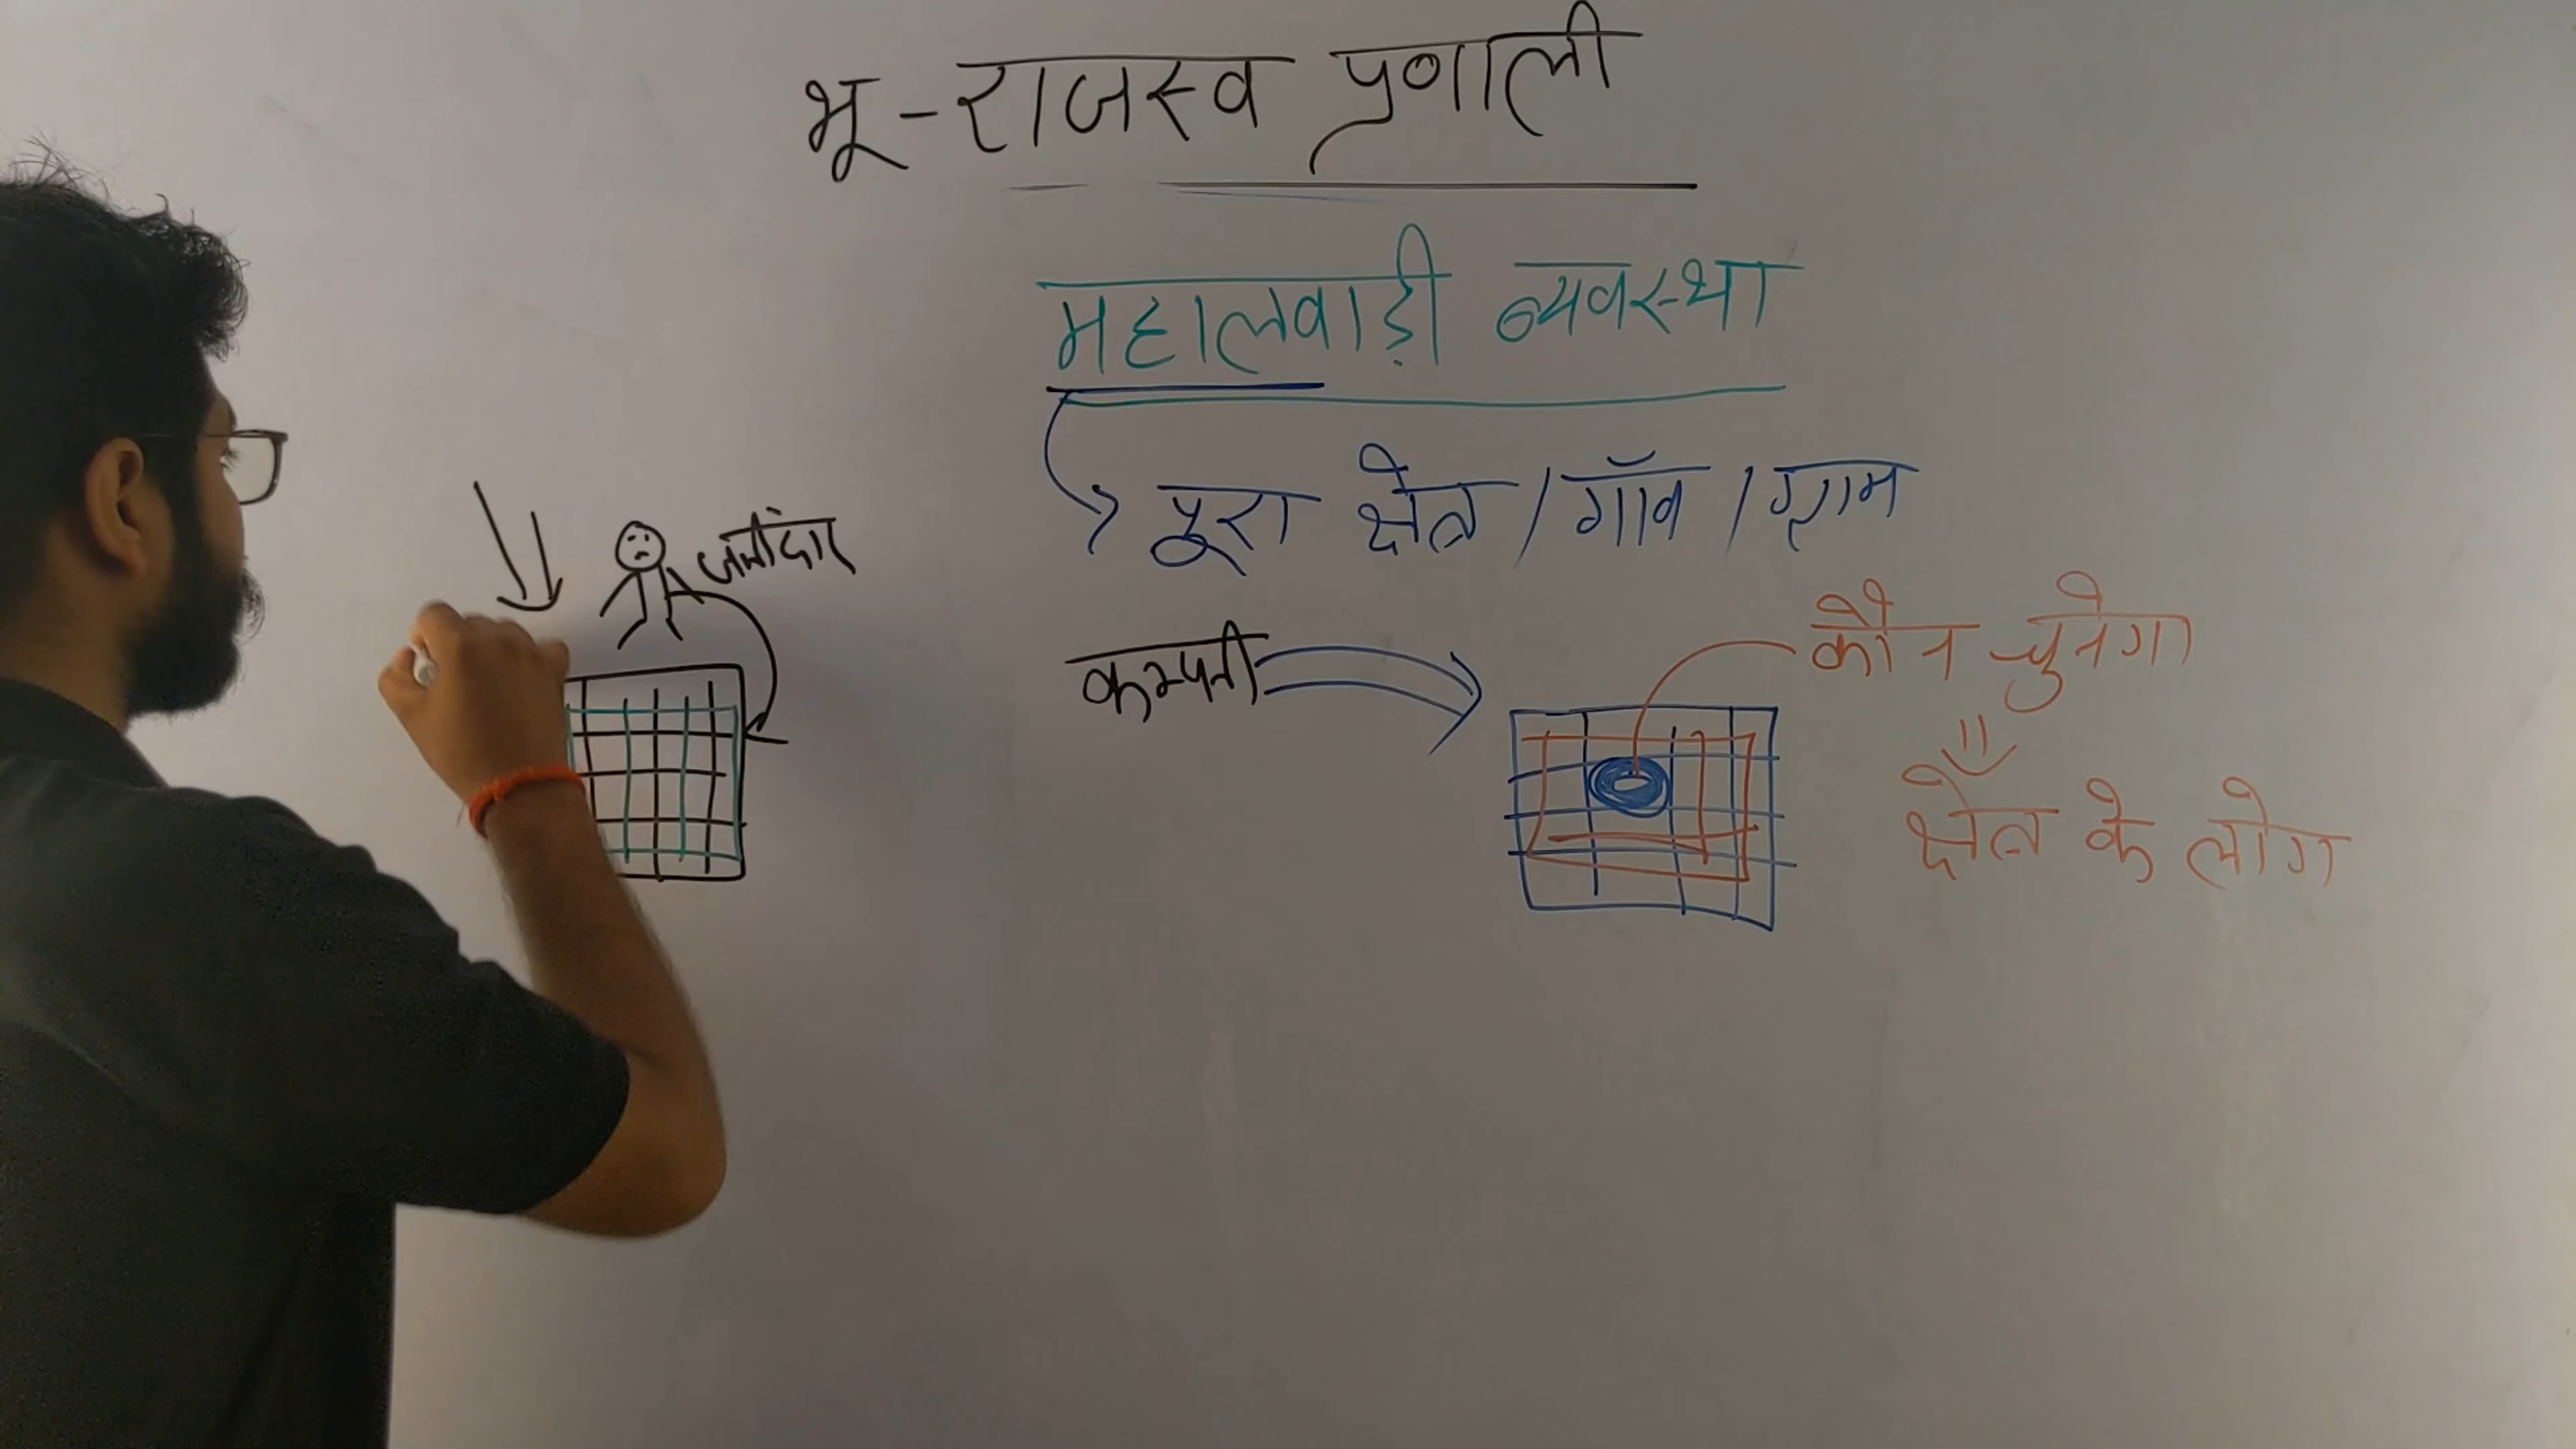 भू-राजस्व प्रणाली
महालवाड़ी व्यवस्था
पूरा क्षेत्र / गाँव / ग्राम
जमींदार
कम्पनी
कौन चुनेगा
क्षेत्र के लोग